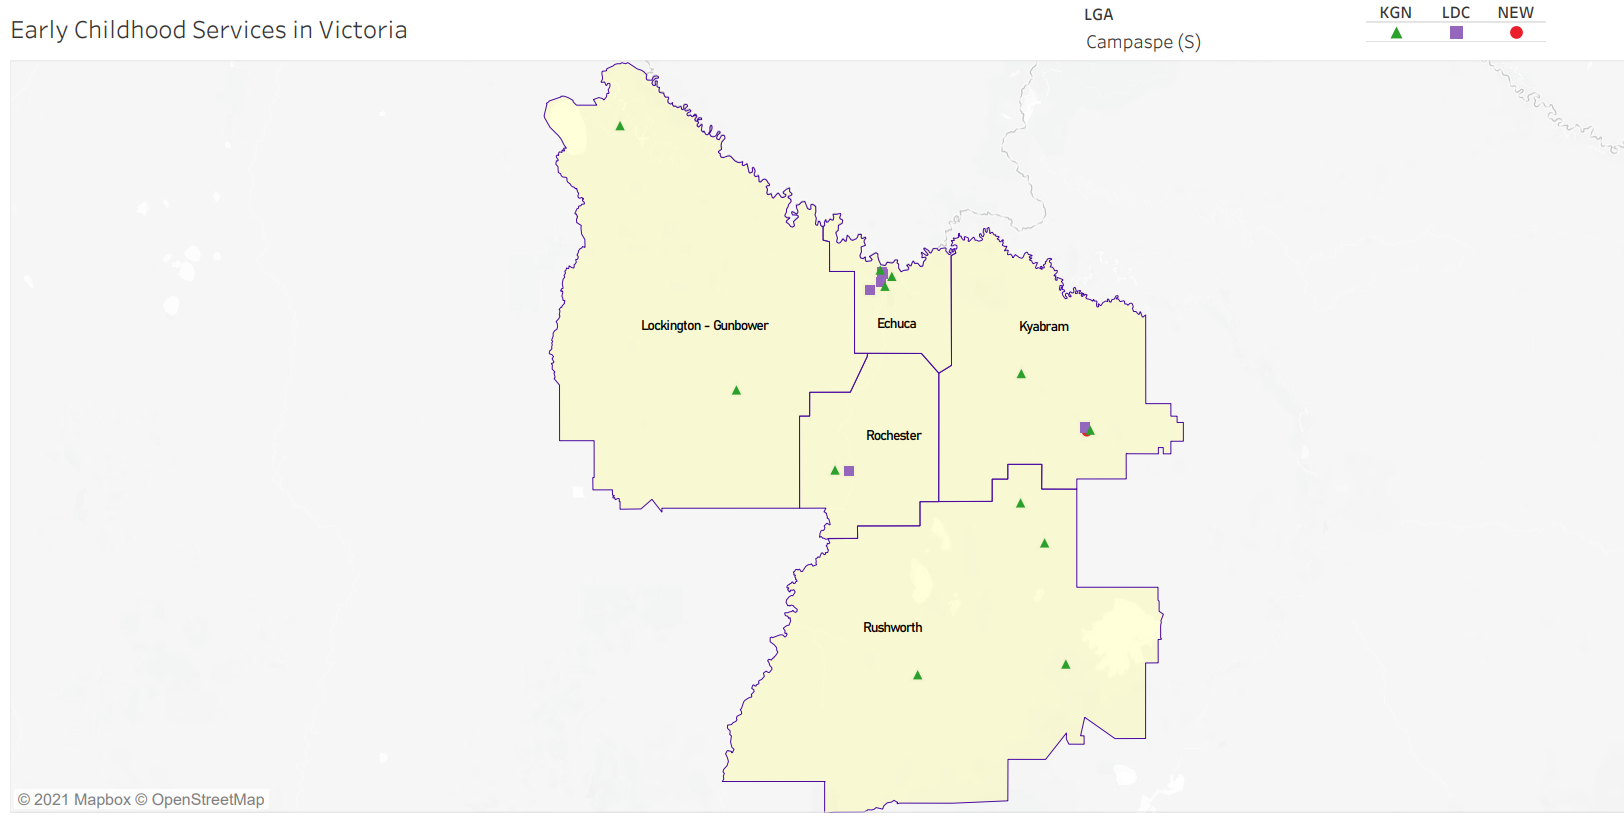 Early Childhood Services in Victoria
LGA
Campaspe (S)
KGN LDC NEW
Lockington - Gunbower
Echuca
Kyabram
Rochester
Rushworth
© 2021 Mapbox © OpenStreetMap